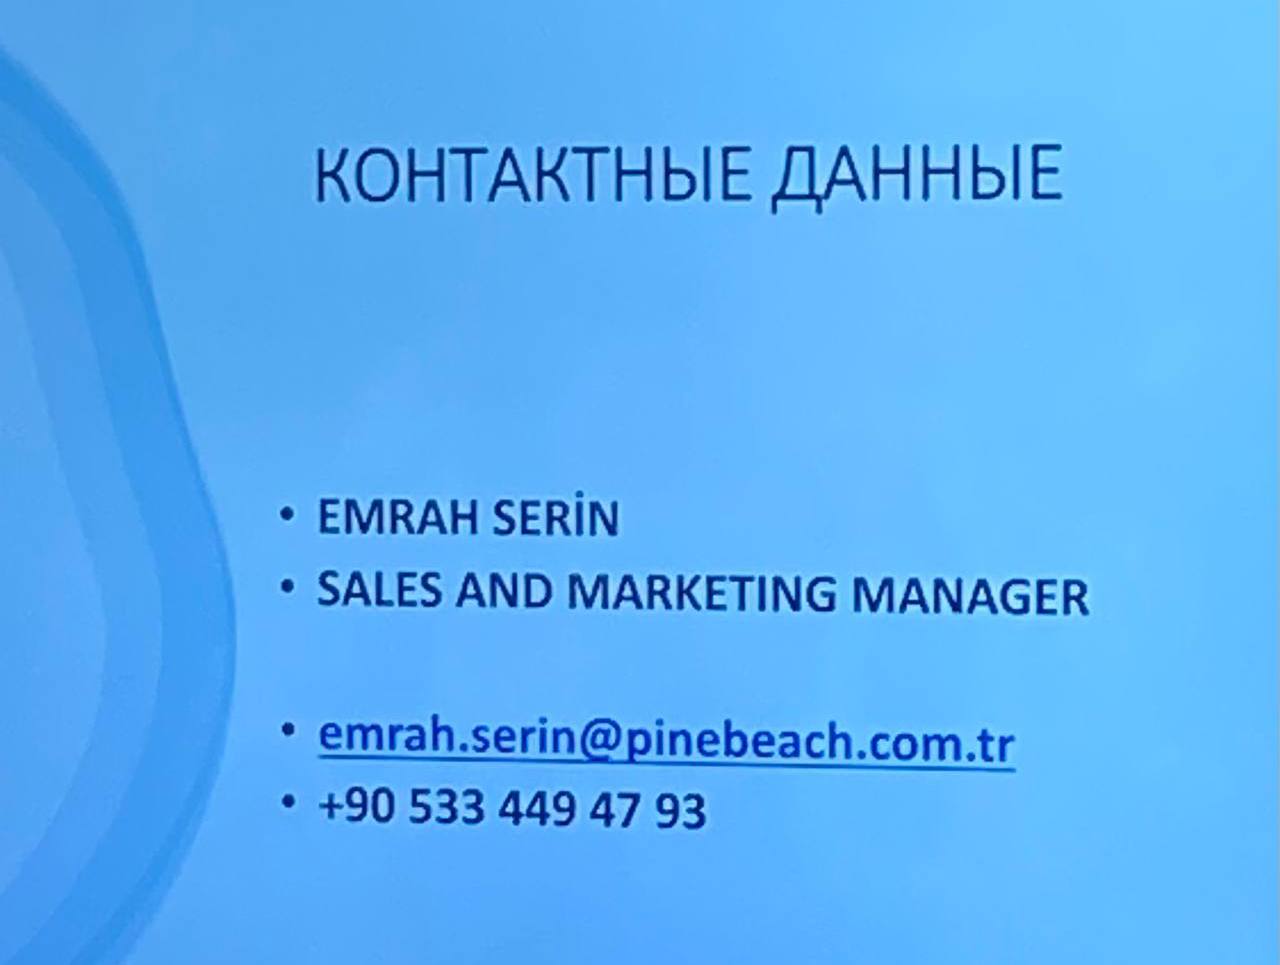 КОНТАКТНЫЕ ДАННЫЕ
• EMRAH SERİN
• SALES AND MARKETING MANAGER
• emrah.serin@pinebeach.com.tr
• +90 533 449 47 93